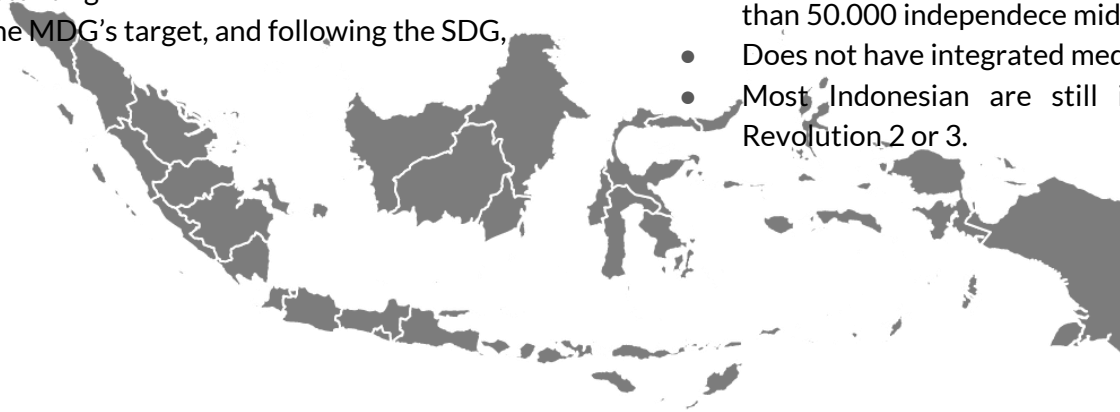 ne MDG's target, and following the SDG,
than 50.000 independece mid
● Does not have integrated med
● Most Indonesian are still i
Revolution 2 or 3.